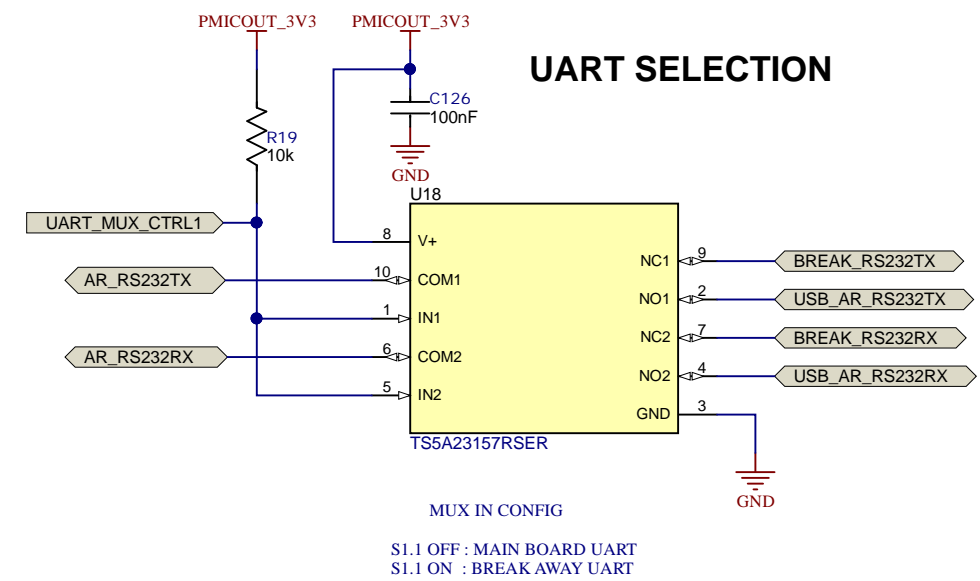 PMICOUT_3V3 PMICOUT_3V3
UART SELECTION
C126
100nF
R19
10k
GND
U18
UART_MUX_CTRL1
8 V+
NC1 9 BREAK_RS232TX
AR_RS232TX 10 COM1
NO1 2 USB_AR_RS232TX
1 IN1
NC2 7 BREAK_RS232RX
AR_RS232RX 6 COM2
NO2 4 USB_AR_RS232RX
5 IN2
GND 3
TS5A23157RSER
GND
MUX IN CONFIG
S1.1 OFF : MAIN BOARD UART
S1.1 ON : BREAK AWAY UART